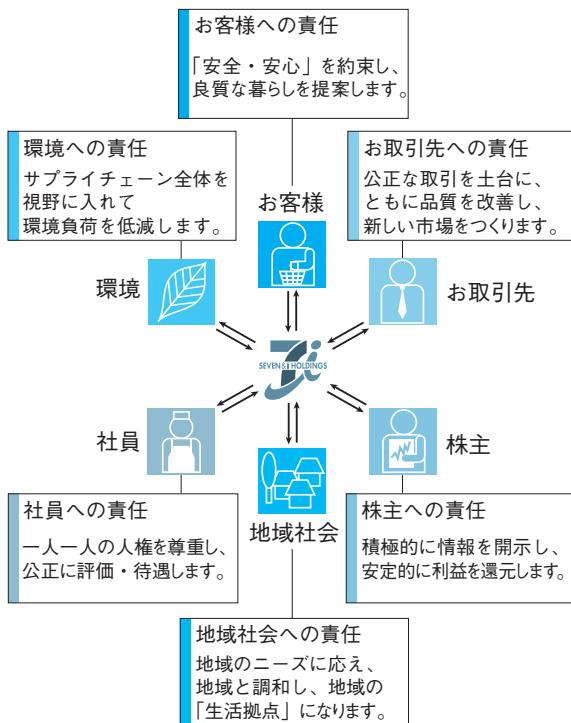 お客様への責任
「安全・安心」を約束し、
良質な暮らしを提案します。
環境への責任
サプライチェーン全体を
視野に入れて
環境負荷を低減します。
お取引先への責任
公正な取引を土台に、
ともに品質を改善し、
新しい市場をつくります。
お客様
環境
お取引先
SEVEN&i HOLDINGS
社員
株主
地域社会
社員への責任
一人一人の人権を尊重し、
公正に評価・待遇します。
株主への責任
積極的に情報を開示し、
安定的に利益を還元します。
地域社会への責任
地域のニーズに応え、
地域と調和し、地域の
「生活拠点」になります。